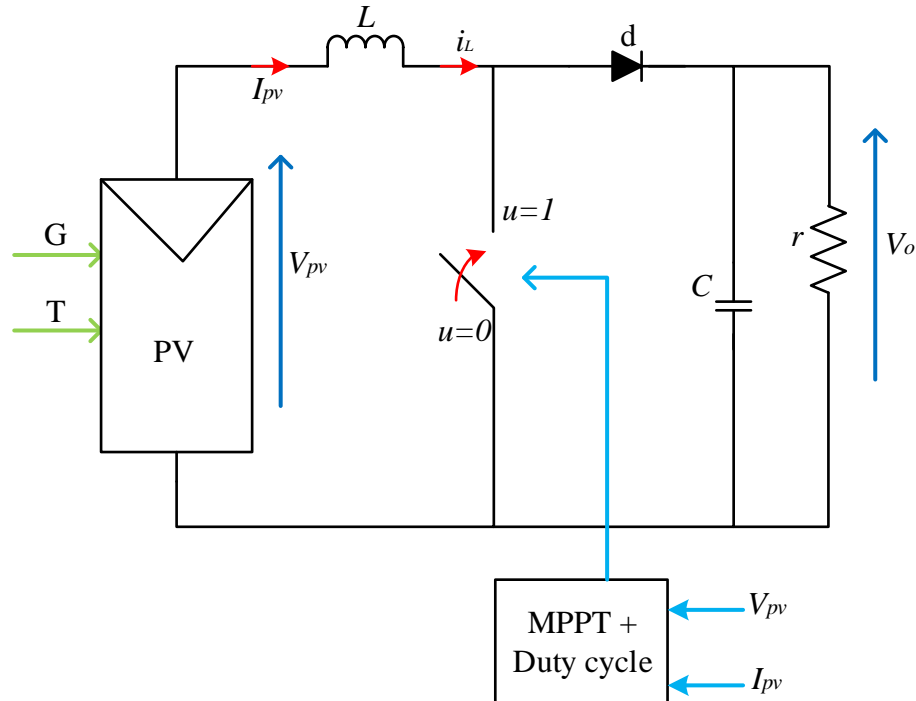 L
d
iL
Ipv
u=1
G
Vpv
r
Vo
C
T
u=0
PV
MPPT +
Duty cycle
Vpv
Ipv